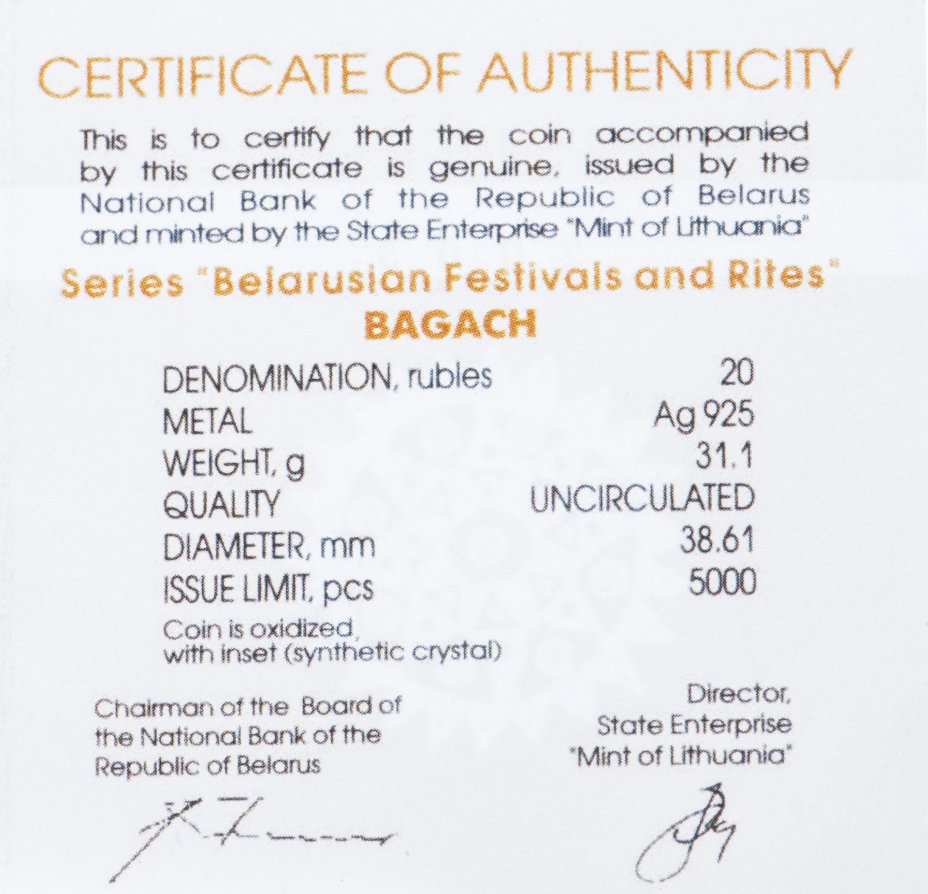 CERTIFICATE OF AUTHENTICITY
This is to certify that the coin accompanied
by this certificate is genuine, issued by the
National Bank of the Republic of Belarus
and minted by the State Enterprise "Mint of Lithuania"
Series "Belarusian Festivals and Rites"
BAGACH
DENOMINATION, rubles 20
METAL Ag 925
WEIGHT, g 31.1
QUALITY UNCIRCULATED
DIAMETER, mm 38.61
ISSUE LIMIT, pcs 5000
Coin is oxidized,
with inset (synthetic crystal)
Chairman of the Board of
the National Bank of the
Republic of Belarus
Director,
State Enterprise
"Mint of Lithuania"